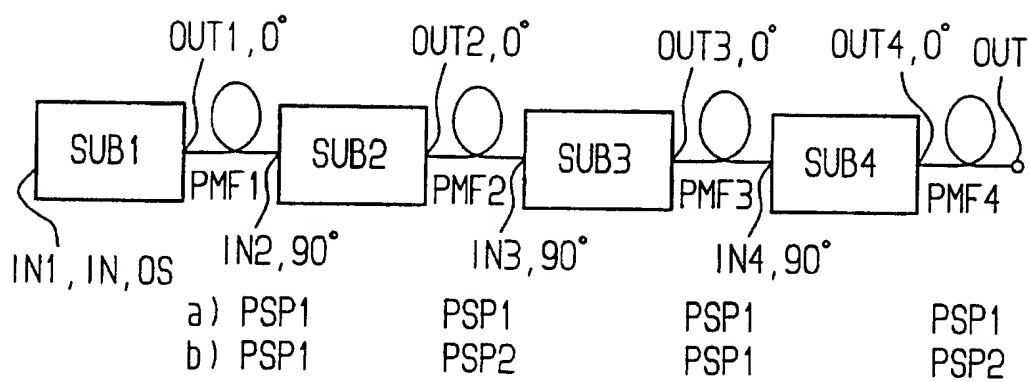 OUT1,0° OUT2,0° OUT3,0° OUT4,0° OUT
SUB1 SUB2 SUB3 SUB4
PMF1 PMF2 PMF3 PMF4
IN1, IN,OS IN2,90° IN3,90° IN4,90°
a) PSP1 PSP1 PSP1 PSP1
b) PSP1 PSP2 PSP1 PSP2